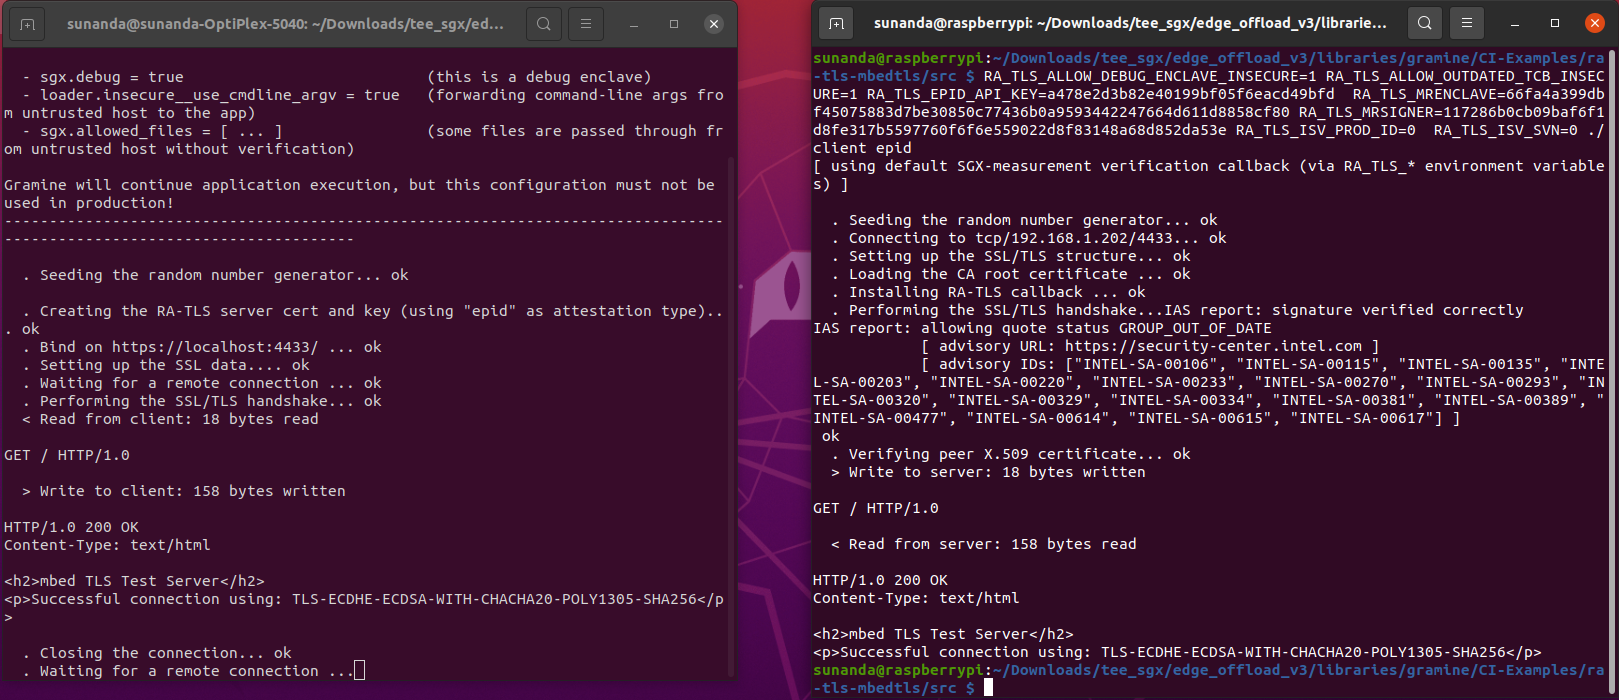 sunanda@sunanda-OptiPlex-5040: ~/Downloads/tee_sgx/ed...
- sgx.debug = true (this is a debug enclave)
- loader.insecure__use_cmdline_argv = true (forwarding command-line args fro
m untrusted host to the app)
- sgx.allowed_files = [ ... ] (some files are passed through fr
om untrusted host without verification)
Gramine will continue application execution, but this configuration must not be
used in production!
--------------------------------------------------------------------------------
---------------------------------------
. Seeding the random number generator... ok
. Creating the RA-TLS server cert and key (using "epid" as attestation type)..
. ok
. Bind on https://localhost:4433/ ... ok
. Setting up the SSL data.... ok
. Waiting for a remote connection ... ok
. Performing the SSL/TLS handshake... ok
< Read from client: 18 bytes read
GET / HTTP/1.0
> Write to client: 158 bytes written
HTTP/1.0 200 OK
Content-Type: text/html
<h2>mbed TLS Test Server</h2>
<p>Successful connection using: TLS-ECDHE-ECDSA-WITH-CHACHA20-POLY1305-SHA256</p
>
. Closing the connection... ok
. Waiting for a remote connection ...
sunanda@raspberrypi: ~/Downloads/tee_sgx/edge_offload_v3/librarie...
sunanda@raspberrypi:~/Downloads/tee_sgx/edge_offload_v3/libraries/gramine/CI-Examples/ra
-tls-mbedtls/src $ RA_TLS_ALLOW_DEBUG_ENCLAVE_INSECURE=1 RA_TLS_ALLOW_OUTDATED_TCB_INSEC
URE=1 RA_TLS_EPID_API_KEY=a478e2d3b82e40199bf05f6eacd49bfd RA_TLS_MRENCLAVE=66fa4a399db
f45075883d7be30850c77436b0a9593442247664d611d8858cf80 RA_TLS_MRSIGNER=117286b0cb09baf6f1
d8fe317b5597760f6f6e559022d8f83148a68d852da53e RA_TLS_ISV_PROD_ID=0 RA_TLS_ISV_SVN=0 ./
client epid
[ using default SGX-measurement verification callback (via RA_TLS_* environment variable
s) ]
. Seeding the random number generator... ok
. Connecting to tcp/192.168.1.202/4433... ok
. Setting up the SSL/TLS structure... ok
. Loading the CA root certificate ... ok
. Installing RA-TLS callback ... ok
. Performing the SSL/TLS handshake...IAS report: signature verified correctly
IAS report: allowing quote status GROUP_OUT_OF_DATE
[ advisory URL: https://security-center.intel.com ]
[ advisory IDs: ["INTEL-SA-00106", "INTEL-SA-00115", "INTEL-SA-00135", "INTE
L-SA-00203", "INTEL-SA-00220", "INTEL-SA-00233", "INTEL-SA-00270", "INTEL-SA-00293", "IN
TEL-SA-00320", "INTEL-SA-00329", "INTEL-SA-00334", "INTEL-SA-00381", "INTEL-SA-00389", "
INTEL-SA-00477", "INTEL-SA-00614", "INTEL-SA-00615", "INTEL-SA-00617"] ]
ok
. Verifying peer X.509 certificate... ok
> Write to server: 18 bytes written
GET / HTTP/1.0
< Read from server: 158 bytes read
HTTP/1.0 200 OK
Content-Type: text/html
<h2>mbed TLS Test Server</h2>
<p>Successful connection using: TLS-ECDHE-ECDSA-WITH-CHACHA20-POLY1305-SHA256</p>
sunanda@raspberrypi:~/Downloads/tee_sgx/edge_offload_v3/libraries/gramine/CI-Examples/ra
-tls-mbedtls/src $